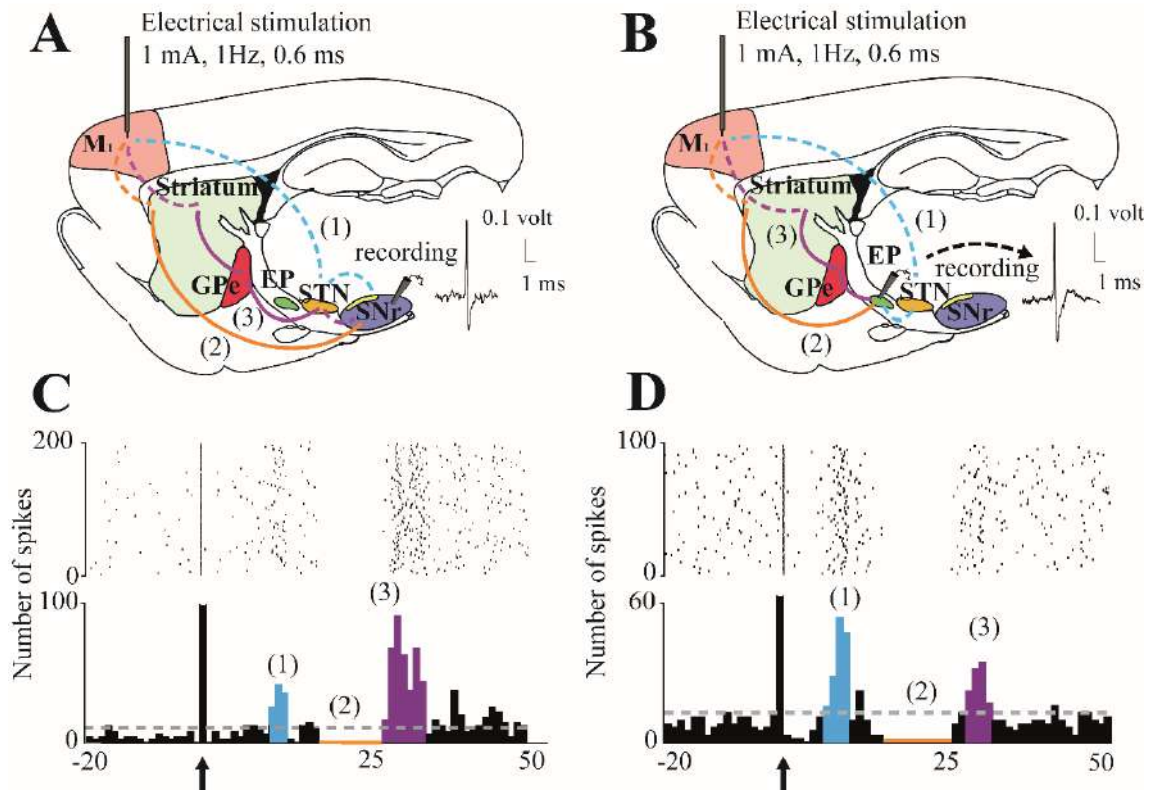 A
Electrical stimulation
1 mA, 1Hz, 0.6 ms
M1
Striatum
(1)
0.1 volt
recording
1 ms
GPe
EP
STN
SNr
(3)
(2)
B
Electrical stimulation
1 mA, 1Hz, 0.6 ms
M1
Striatum
(1)
0.1 volt
(3)
EP
recording
1 ms
GPe
STN
SNr
(2)
C
200
0
Number of spikes
100
(3)
(1)
(2)
0
-20
25
50
D
100
0
Number of spikes
60
(1)
(3)
(2)
0
-20
25
50